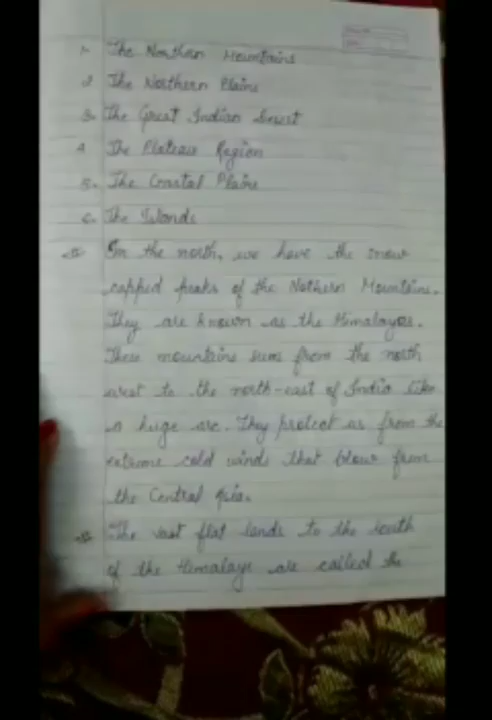 1. The Northern Mountains
2 The Northern Plains
3. The Great Indian Desert
4 The Plateau Region
5. The Coastal Plains
6. The Islands
In the north, we have the snow
capped peaks of the Nothern Mountains.
They are known as the Himalayas.
These mountains runs from the north
west to the north-east of India like
a huge arc. They protect us from the
extreme cold winds that blow from
the Central Asia.
The vast flat lands to the south
of the Himalaya are called the